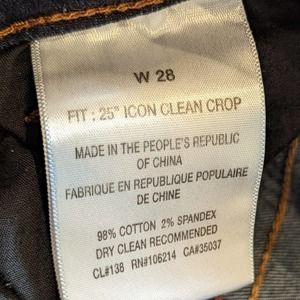 W 28
FIT : 25" ICON CLEAN CROP
MADE IN THE PEOPLE'S REPUBLIC
OF CHINA
FABRIQUE EN REPUBLIQUE POPULAIRE
DE CHINE
98% COTTON 2% SPANDEX
DRY CLEAN RECOMMENDED
CL#138 RN#106214 CA#35037